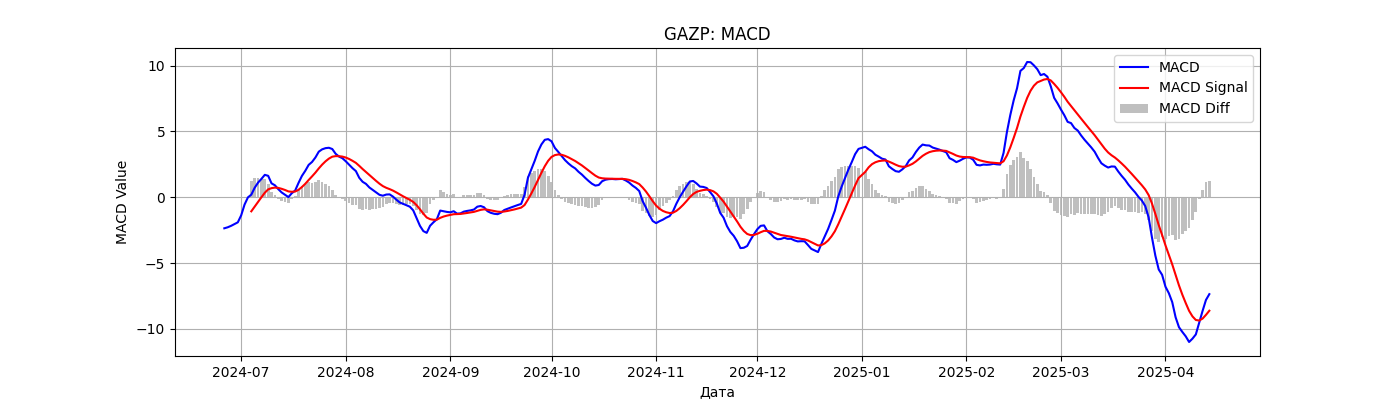 GAZP: MACD
MACD
MACD Signal
MACD Diff
MACD Value
10
5
0
−5
−10
2024-07 2024-08 2024-09 2024-10 2024-11 2024-12 2025-01 2025-02 2025-03 2025-04
Дата